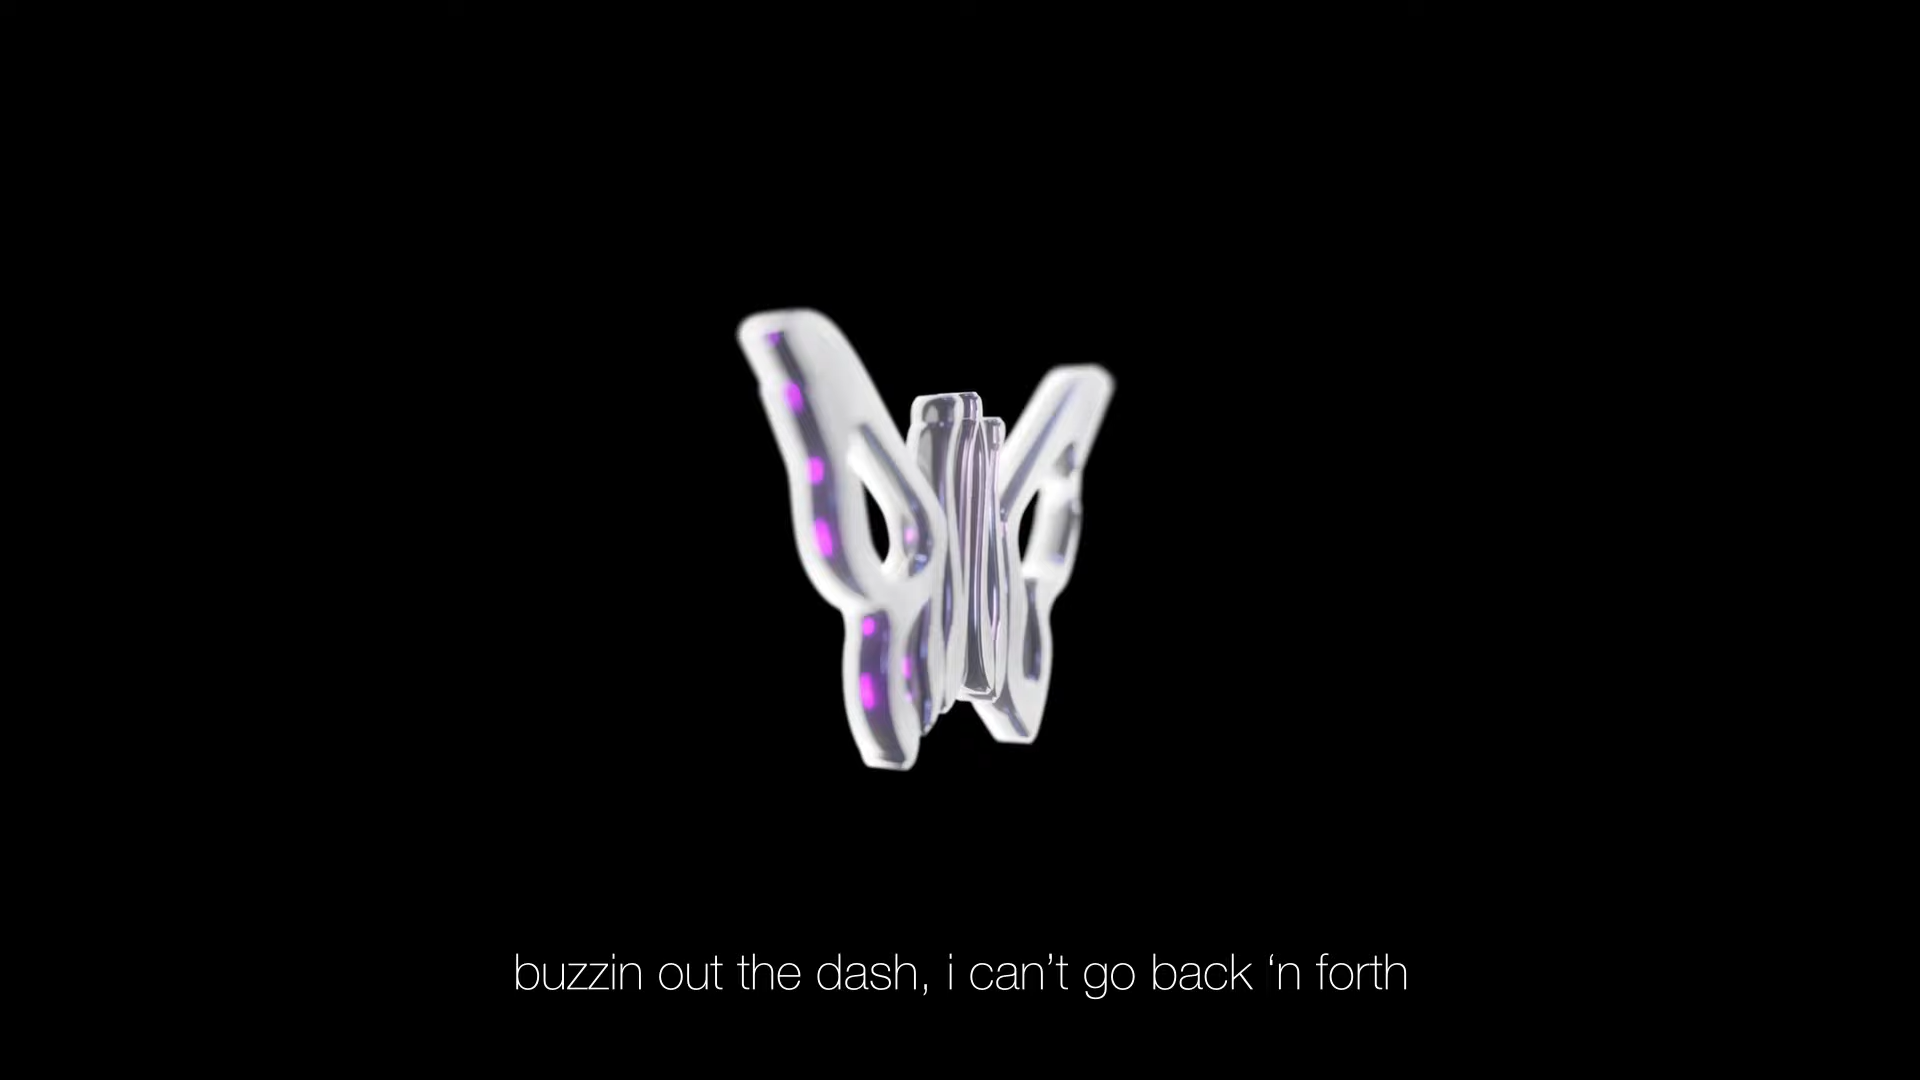 buzzin out the dash, i can’t go back ‘n forth